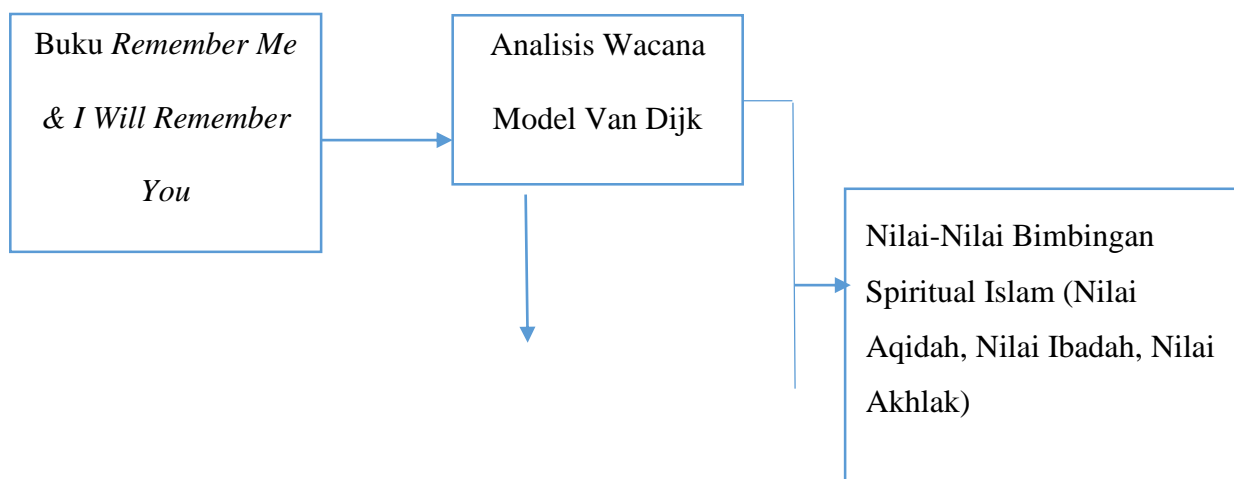 Buku Remember Me
& I Will Remember
You
Analisis Wacana
Model Van Dijk
Nilai-Nilai Bimbingan
Spiritual Islam (Nilai
Aqidah, Nilai Ibadah, Nilai
Akhlak)